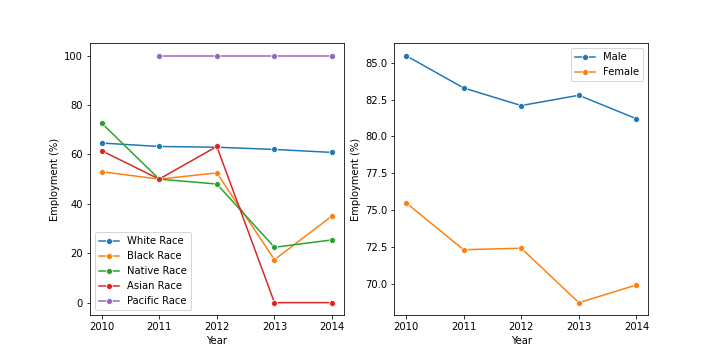 100
80
60
40
20
0
Employment (%)
White Race
Black Race
Native Race
Asian Race
Pacific Race
2010 2011 2012 2013 2014
Year
85.0
82.5
80.0
77.5
75.0
72.5
70.0
Employment (%)
Male
Female
2010 2011 2012 2013 2014
Year